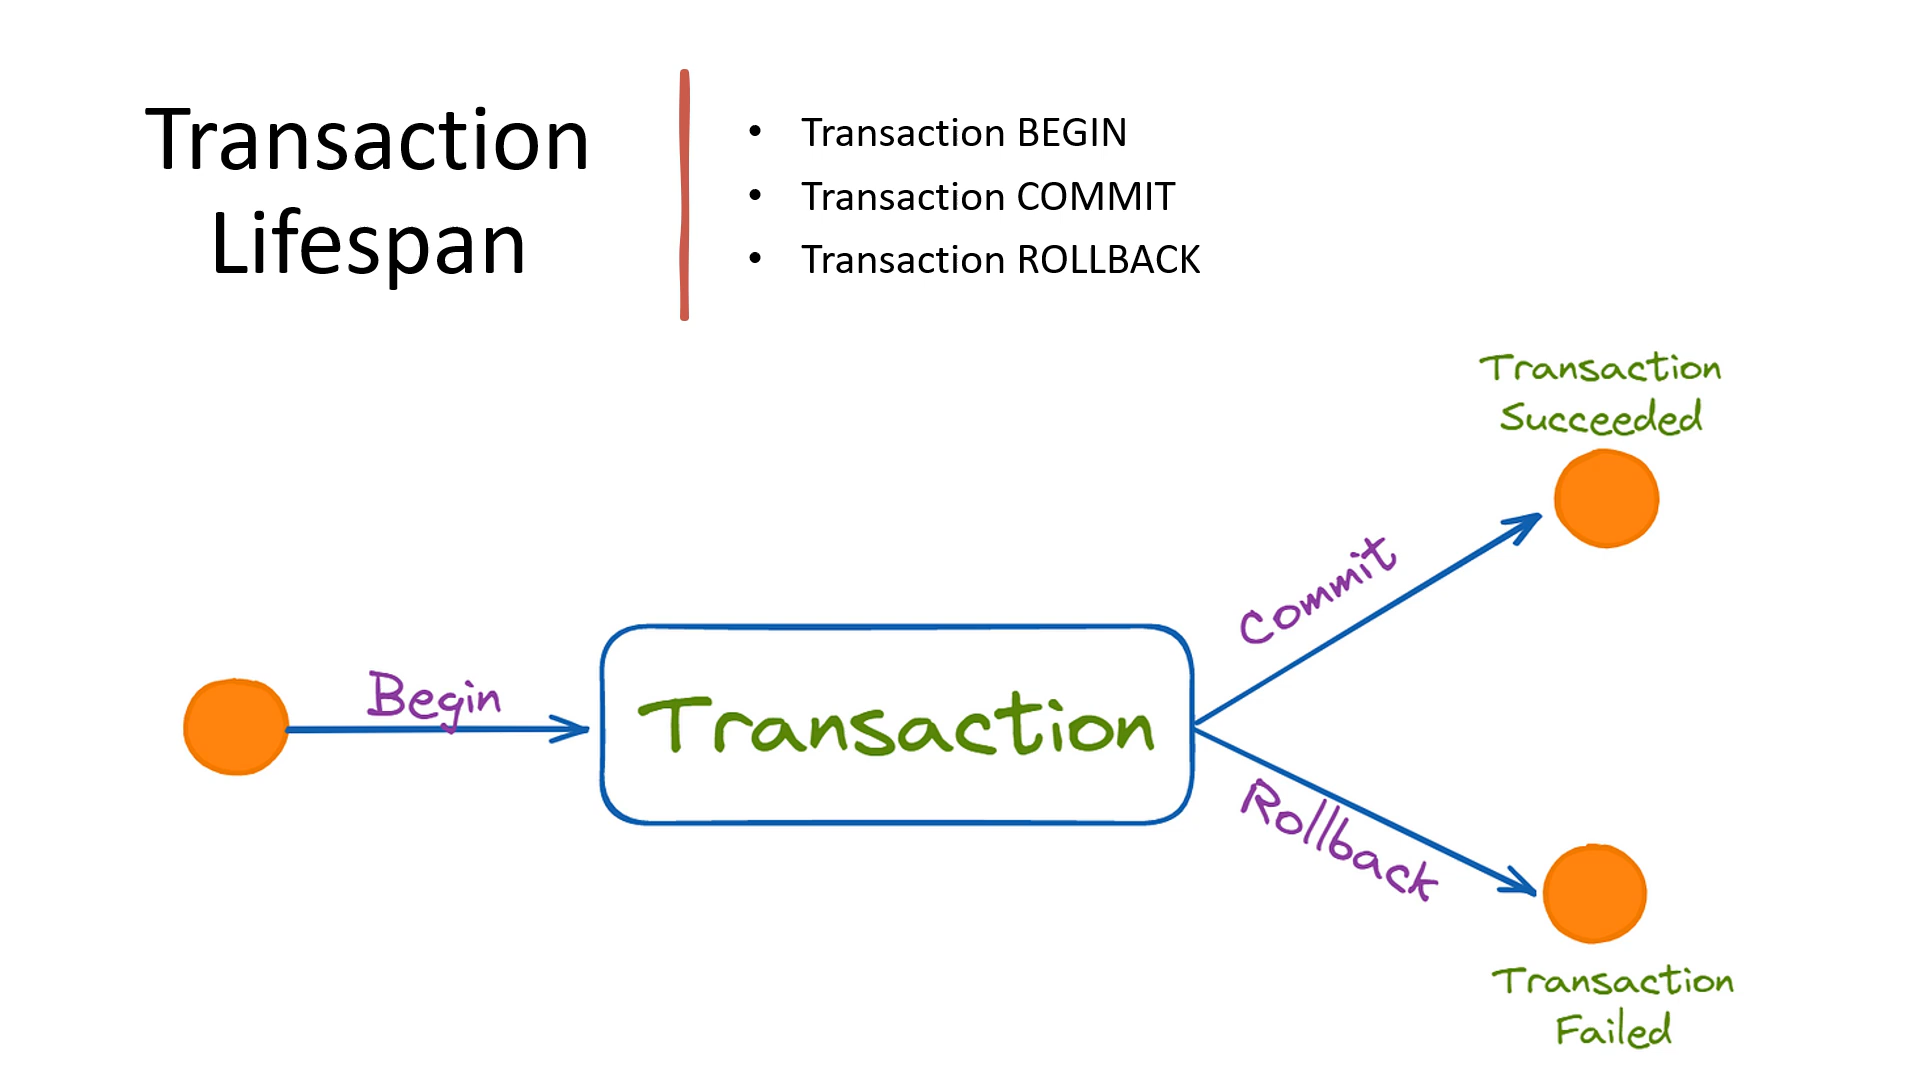 Transaction
Lifespan
• Transaction BEGIN
• Transaction COMMIT
• Transaction ROLLBACK
Transaction
Succeeded
Commit
Begin
Transaction
Rollback
Transaction
Failed